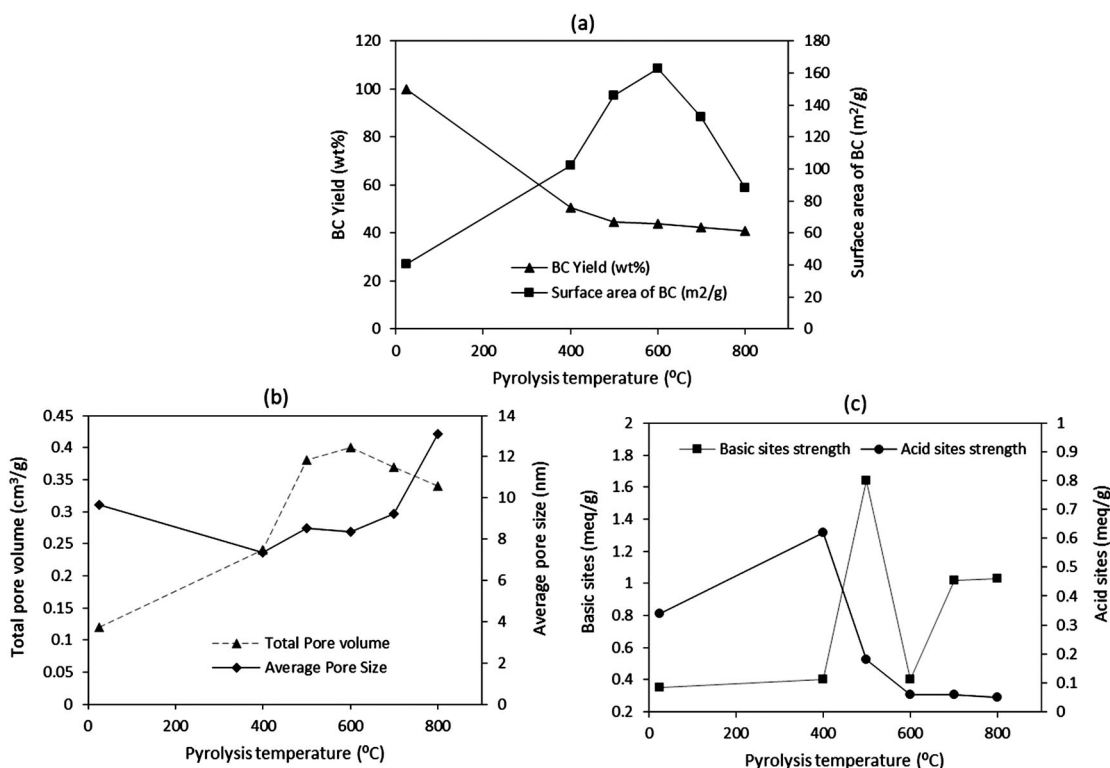 (a)
120
100
80
60
40
20
0
BC Yield (wt%)
180
160
140
120
100
80
60
40
20
0
Surface area of BC (m²/g)
BC Yield (wt%)
Surface area of BC (m2/g)
0 200 400 600 800
Pyrolysis temperature (⁰C)
(b)
0.45
0.4
0.35
0.3
0.25
0.2
0.15
0.1
0.05
0
Total pore volume (cm³/g)
14
12
10
8
6
4
2
0
Average pore size (nm)
Total Pore volume
Average Pore Size
0 200 400 600 800
Pyrolysis temperature (⁰C)
(c)
2
1.8
1.6
1.4
1.2
1
0.8
0.6
0.4
0.2
Basic sites (meq/g)
1
0.9
0.8
0.7
0.6
0.5
0.4
0.3
0.2
0.1
0
Acid sites (meq/g)
Basic sites strength
Acid sites strength
0 200 400 600 800
Pyrolysis temperature (⁰C)